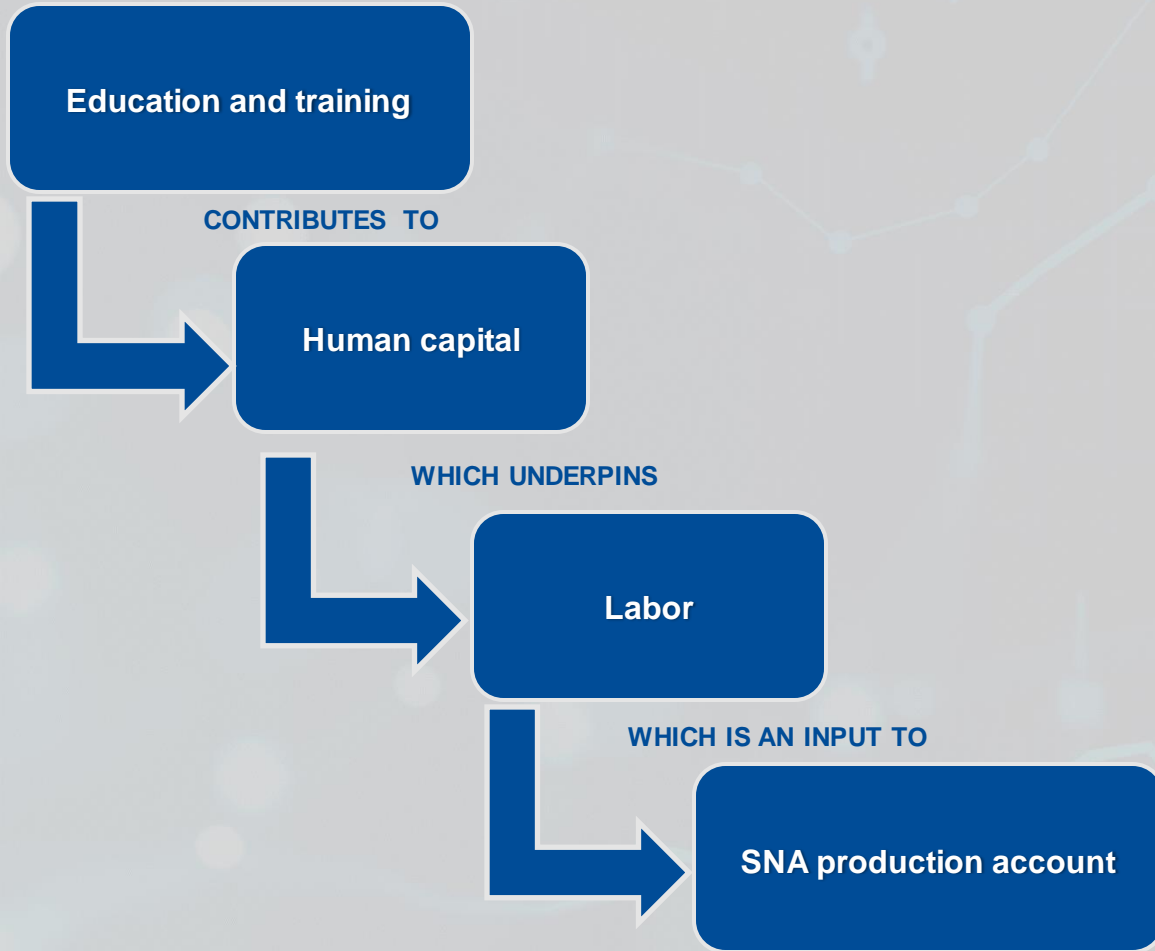 Education and training
CONTRIBUTES TO
Human capital
WHICH UNDERPINS
Labor
WHICH IS AN INPUT TO
SNA production account